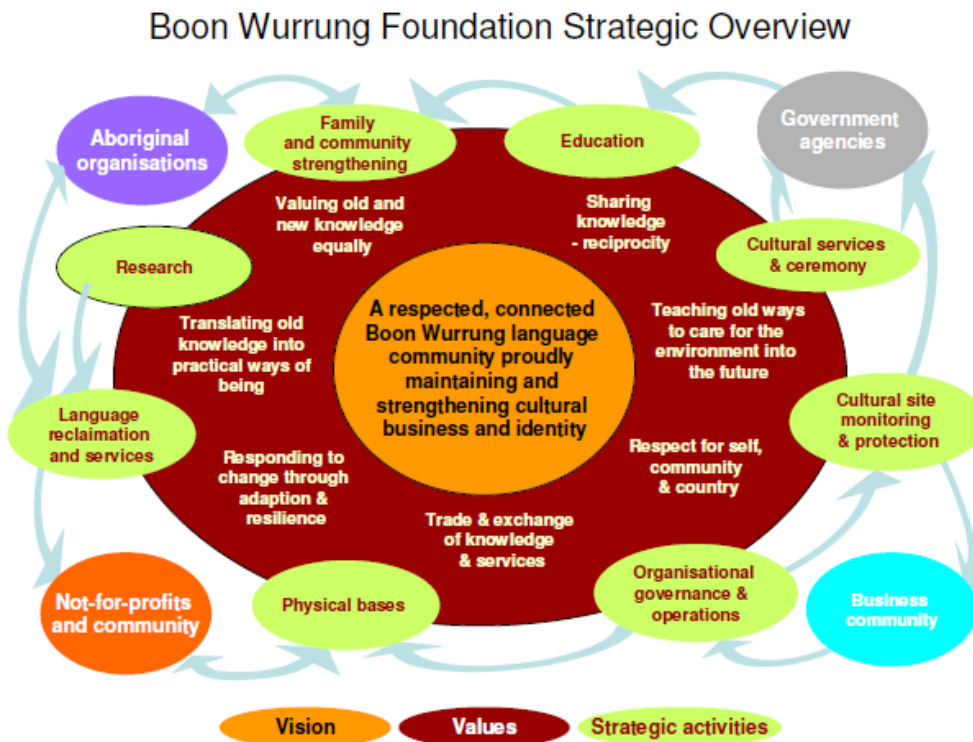 Boon Wurrung Foundation Strategic Overview
Aboriginal
organisations
Family
and community
strengthening
Education
Government
agencies
Valuing old and
new knowledge
equally
Sharing
knowledge
- reciprocity
Cultural services
& ceremony
Research
A respected, connected
Boon Wurrung language
community proudly
maintaining and
strengthening cultural
business and identity
Translating old
knowledge into
practical ways of
being
Teaching old ways
to care for the
environment into
the future
Language
reclaimation
and services
Cultural site
monitoring
& protection
Responding to
change through
adaption &
resilience
Respect for self,
community
& country
Trade & exchange
of knowledge
& services
Not-for-profits
and community
Physical bases
Organisational
governance &
operations
Business
community
Vision
Values
Strategic activities